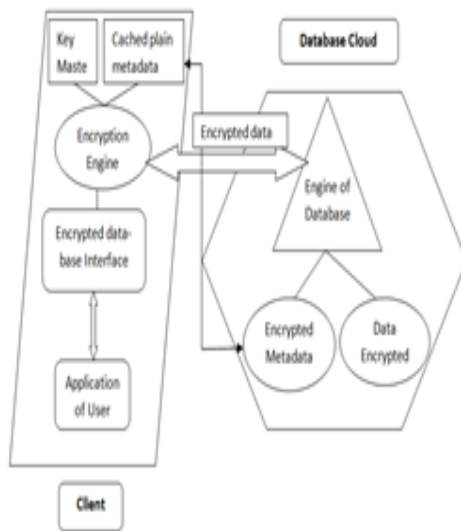 Key
Maste
Cached plain
metadata
Database Cloud
Encrypted data
Encryption
Engine
Engine of
Database
Encrypted data-
base Interface
Encrypted
Metadata
Data
Encrypted
Application
of User
Client